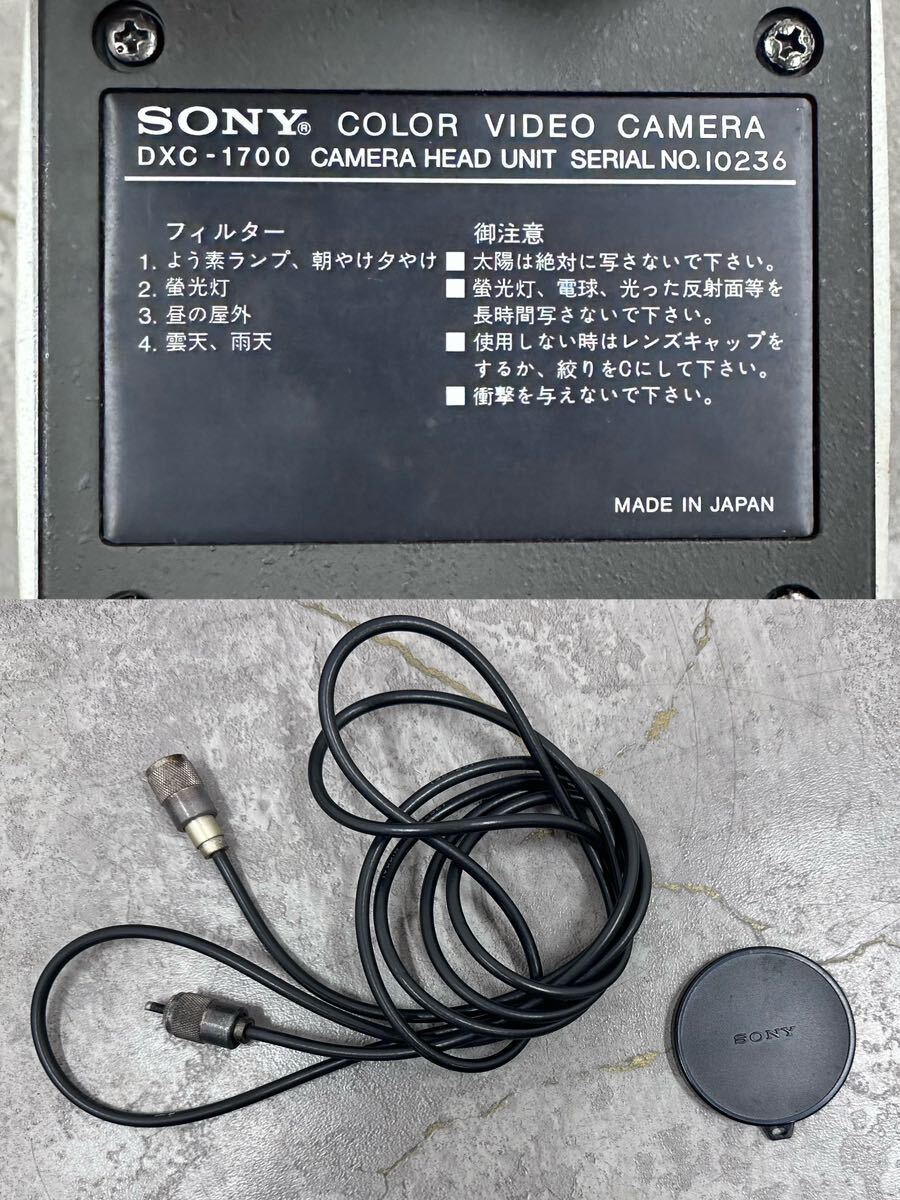 SONY® COLOR VIDEO CAMERA
DXC-1700 CAMERA HEAD UNIT SERIAL NO.10236
フィルター
1. よう素ランプ、朝やけ夕やけ
2. 螢光灯
3. 昼の屋外
4. 曇天、雨天
御注意
■ 太陽は絶対に写さないで下さい。
■ 螢光灯、電球、光った反射面等を
長時間写さないで下さい。
■ 使用しない時はレンズキャップを
するか、絞りをCにして下さい。
■ 衝撃を与えないで下さい。
MADE IN JAPAN
SONY